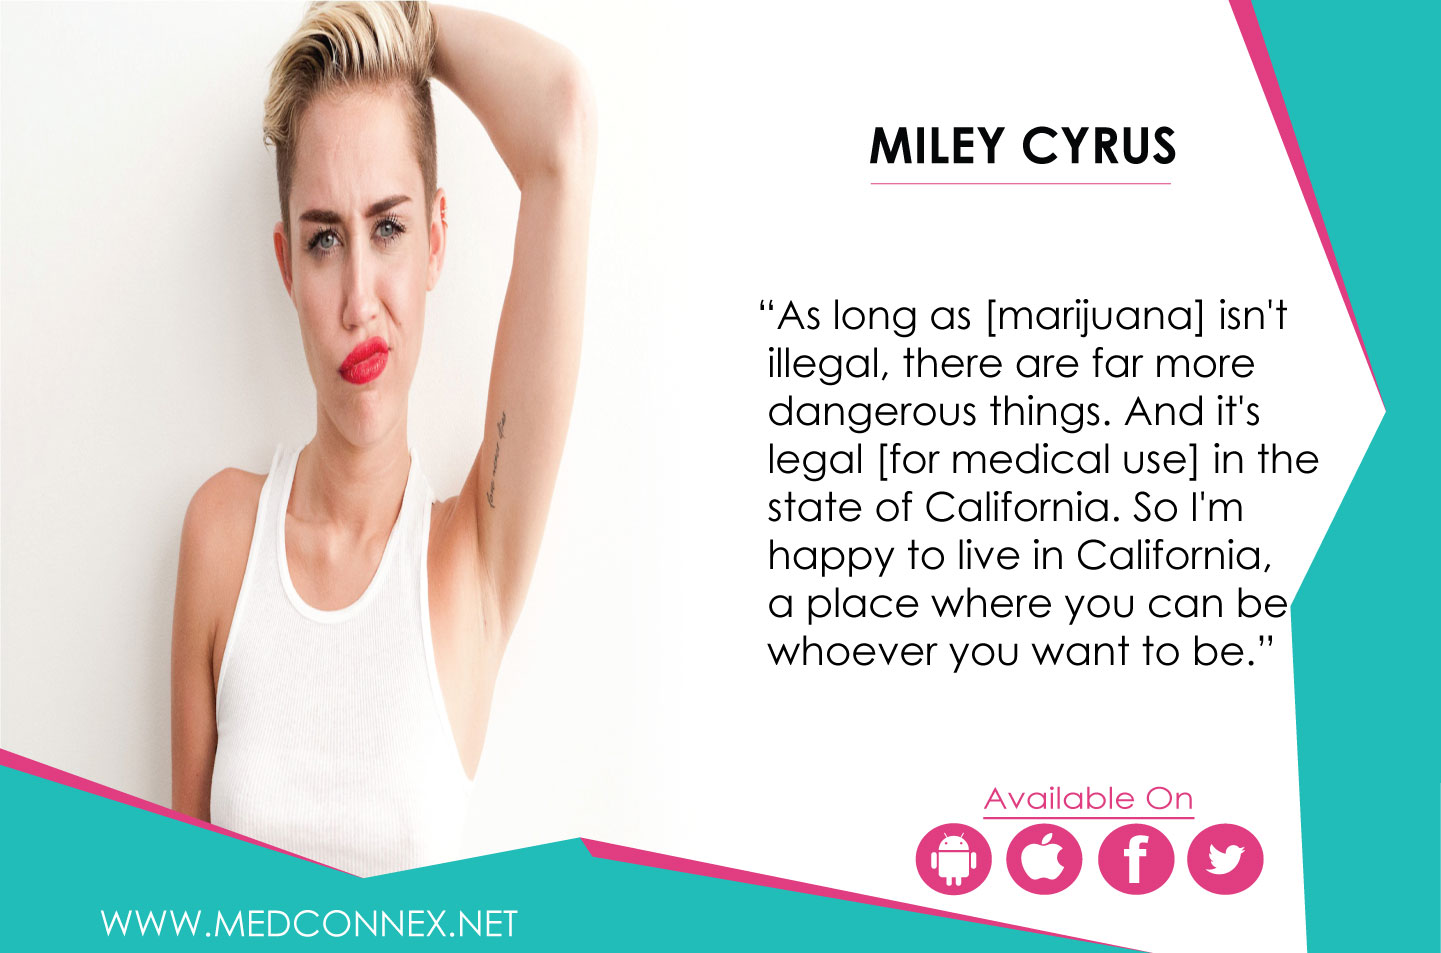 MILEY CYRUS
“As long as [marijuana] isn't
illegal, there are far more
dangerous things. And it's
legal [for medical use] in the
state of California. So I'm
happy to live in California,
a place where you can be
whoever you want to be.”
Available On
WWW.MEDCONNEX.NET